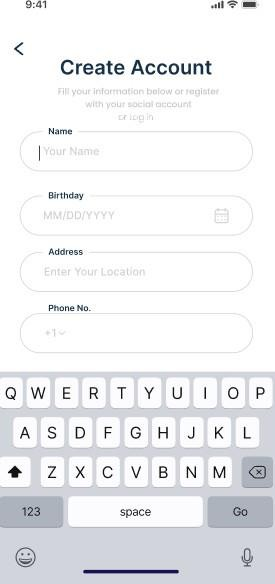 9:41
Create Account
Fill your information below or register
with your social account
or Log in
Name
Your Name
Birthday
MM/DD/YYYY
Address
Enter Your Location
Phone No.
+1
Q W E R T Y U I O P
A S D F G H J K L
Z X C V B N M
123 space Go